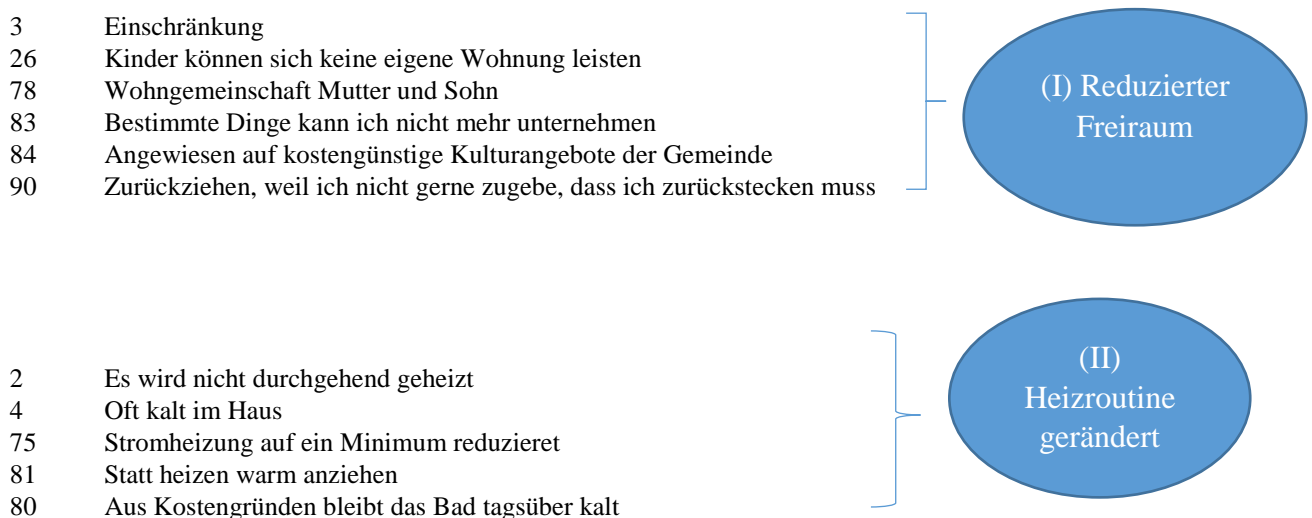 3 Einschränkung
26 Kinder können sich keine eigene Wohnung leisten
78 Wohngemeinschaft Mutter und Sohn
83 Bestimmte Dinge kann ich nicht mehr unternehmen
84 Angewiesen auf kostengünstige Kulturangebote der Gemeinde
90 Zurückziehen, weil ich nicht gerne zugebe, dass ich zurückstecken muss
(I) Reduzierter
Freiraum
2 Es wird nicht durchgehend geheizt
4 Oft kalt im Haus
75 Stromheizung auf ein Minimum reduzieret
81 Statt heizen warm anziehen
80 Aus Kostengründen bleibt das Bad tagsüber kalt
(II)
Heizroutine
gerändert